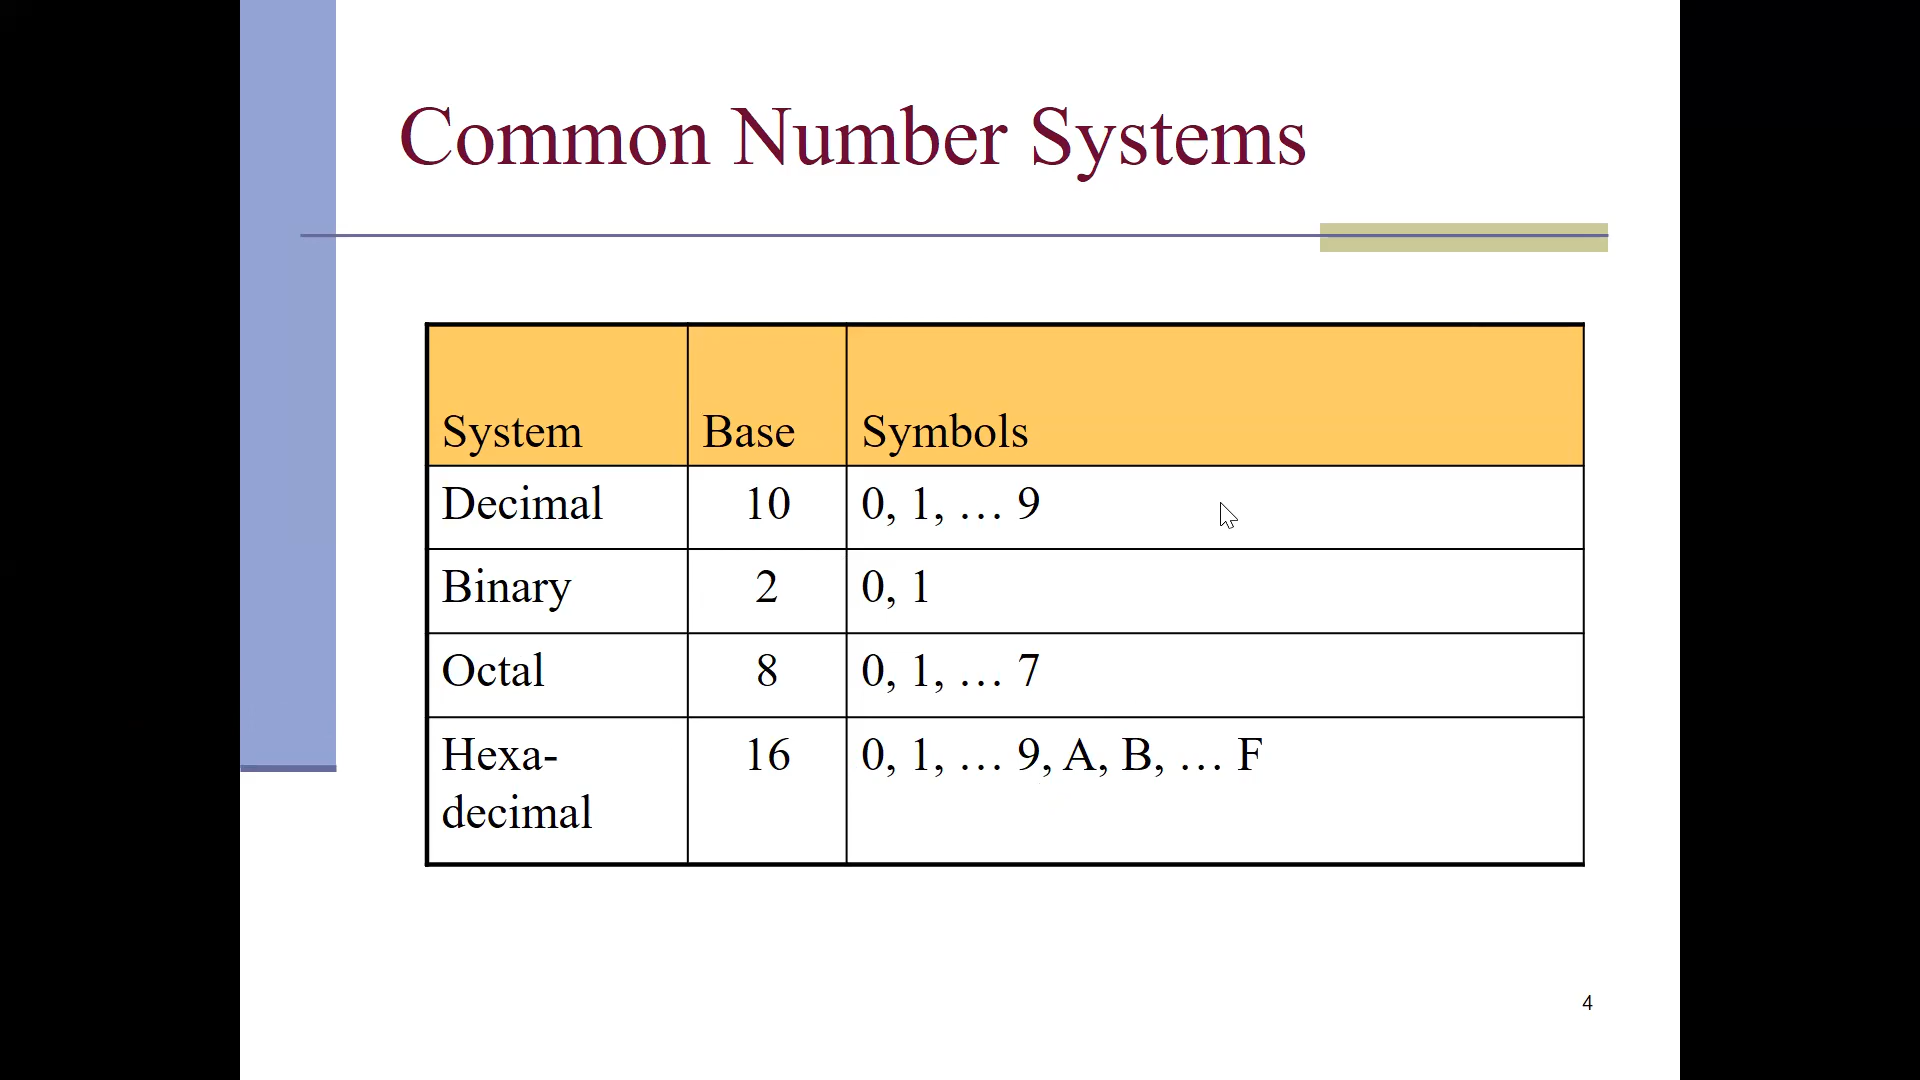 Common Number Systems
System Base Symbols
Decimal 10 0, 1, … 9
Binary 2 0, 1
Octal 8 0, 1, … 7
Hexa- 16 0, 1, … 9, A, B, … F
decimal
4